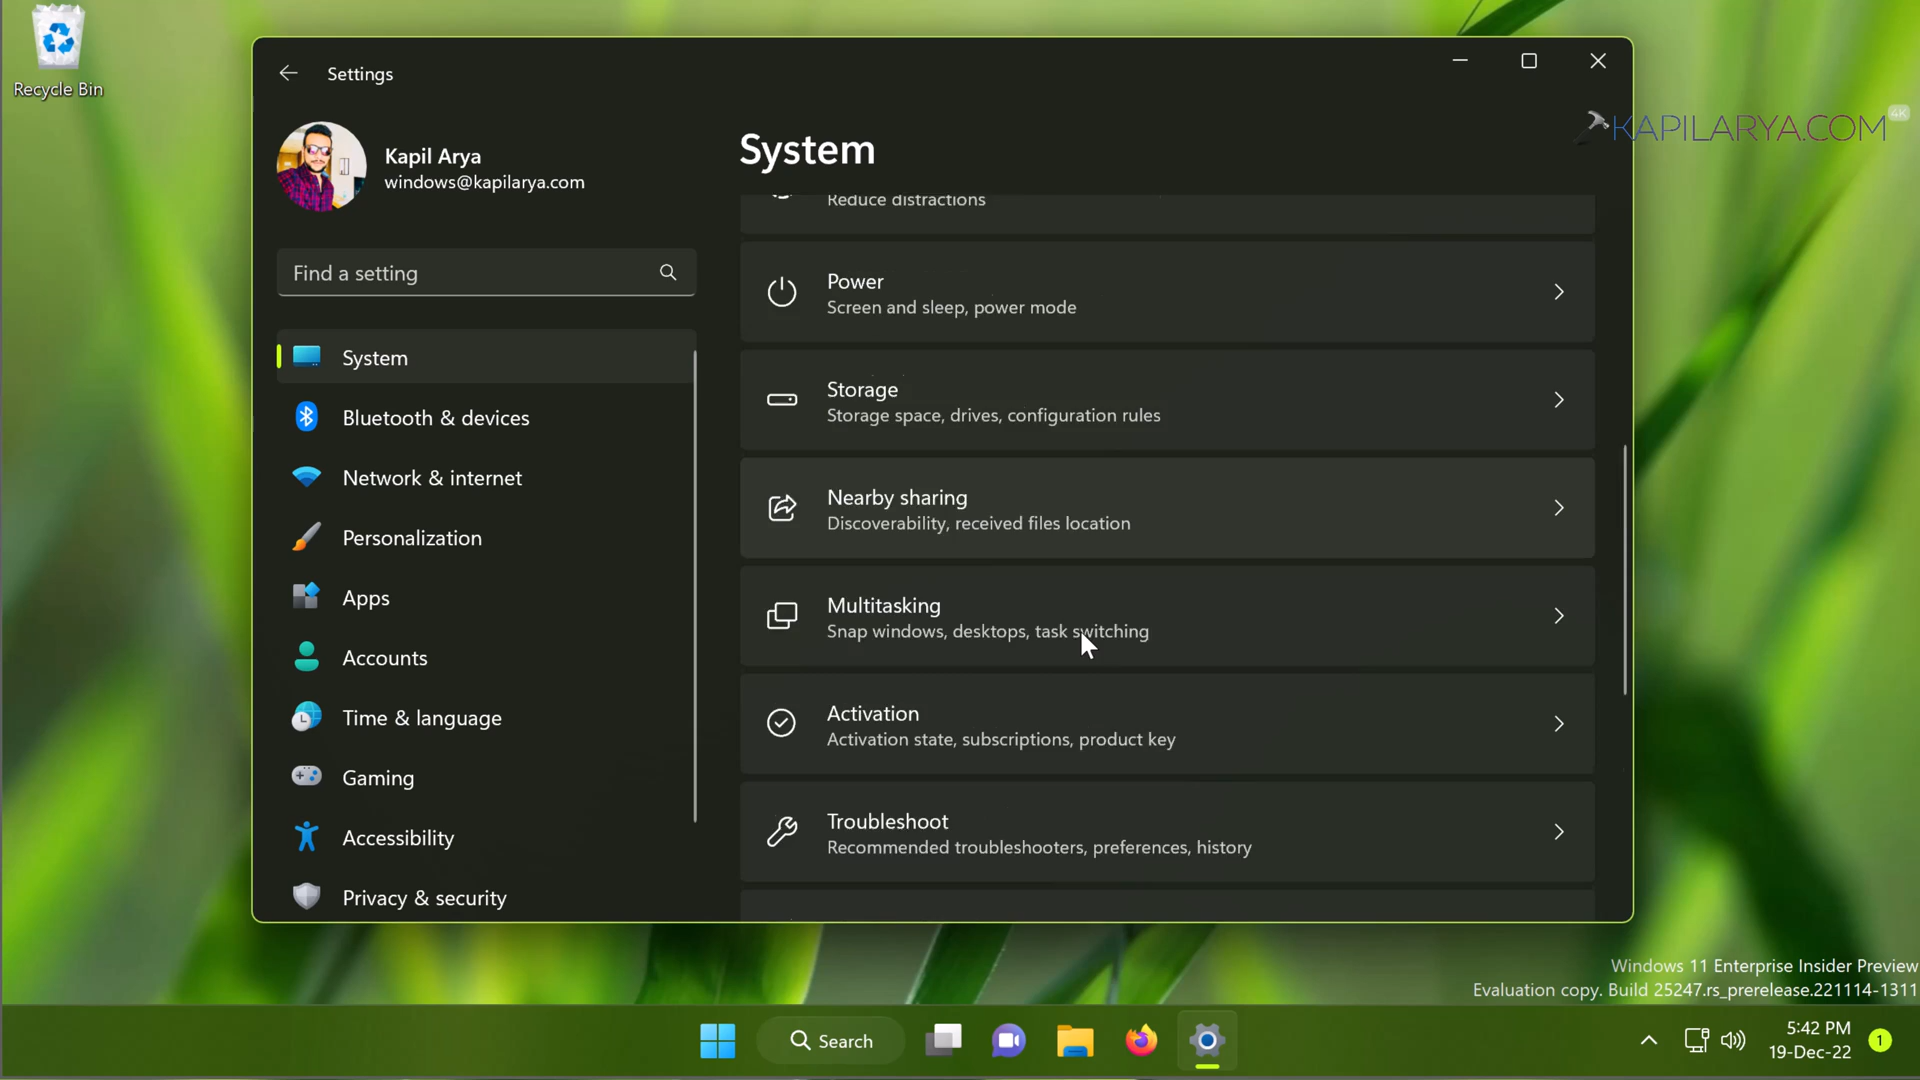 Recycle Bin
Settings
Kapil Arya
windows@kapilarya.com
Find a setting
System
Bluetooth & devices
Network & internet
Personalization
Apps
Accounts
Time & language
Gaming
Accessibility
Privacy & security
System
Reduce distractions
Power
Screen and sleep, power mode
Storage
Storage space, drives, configuration rules
Nearby sharing
Discoverability, received files location
Multitasking
Snap windows, desktops, task switching
Activation
Activation state, subscriptions, product key
Troubleshoot
Recommended troubleshooters, preferences, history
4K
KAPILARYA.COM
Windows 11 Enterprise Insider Preview
Evaluation copy. Build 25247.rs_prerelease.221114-1311
Search
5:42 PM
19-Dec-22
1